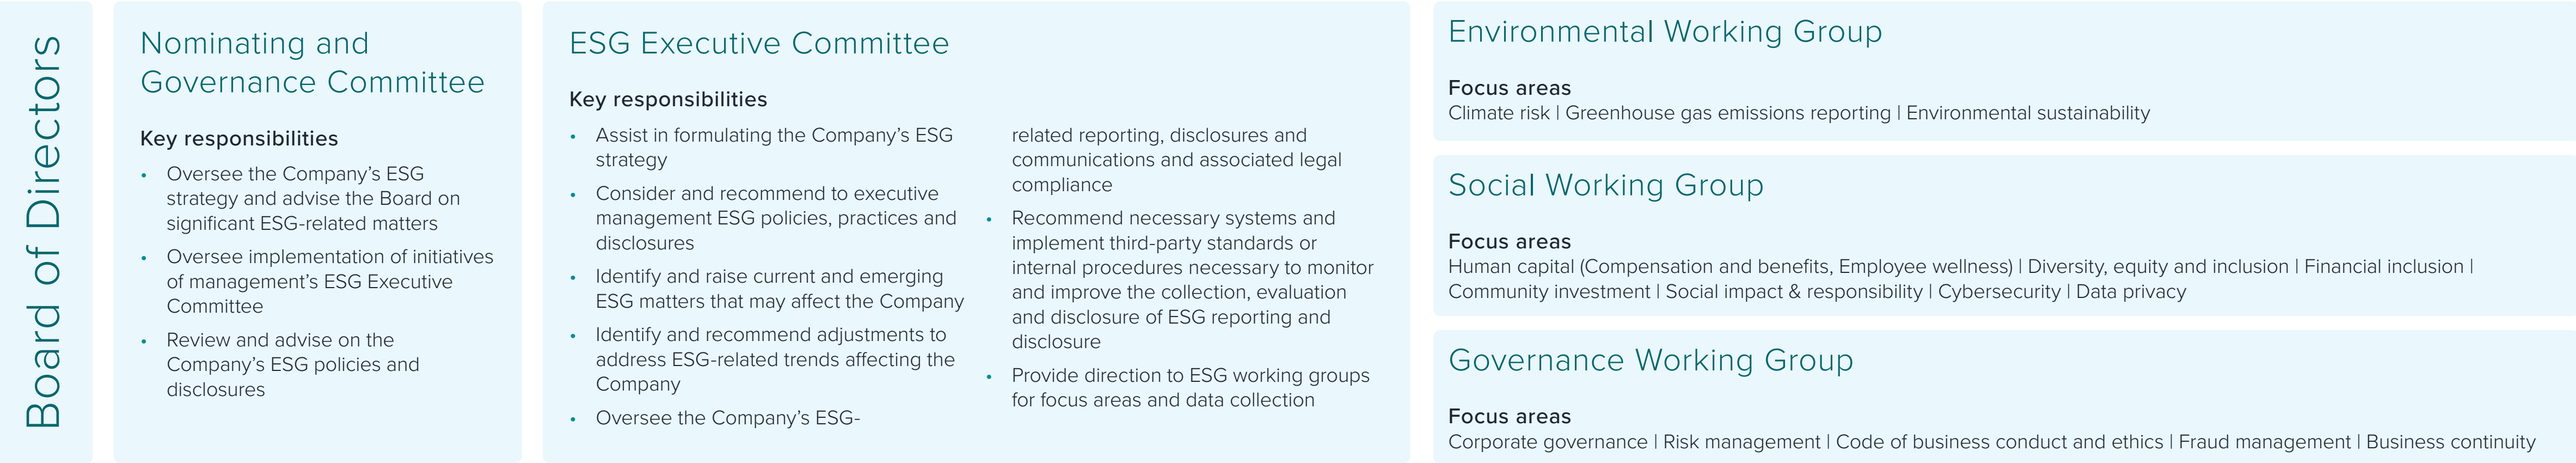 Board of Directors
Nominating and
Governance Committee
Key responsibilities
• Oversee the Company's ESG
strategy and advise the Board on
significant ESG-related matters
• Oversee implementation of initiatives
of management's ESG Executive
Committee
• Review and advise on the
Company's ESG policies and
disclosures
ESG Executive Committee
Key responsibilities
• Assist in formulating the Company's ESG
strategy
• Consider and recommend to executive
management ESG policies, practices and
disclosures
• Identify and raise current and emerging
ESG matters that may affect the Company
• Identify and recommend adjustments to
address ESG-related trends affecting the
Company
• Oversee the Company's ESG-
related reporting, disclosures and
communications and associated legal
compliance
• Recommend necessary systems and
implement third-party standards or
internal procedures necessary to monitor
and improve the collection, evaluation
and disclosure of ESG reporting and
disclosure
• Provide direction to ESG working groups
for focus areas and data collection
Environmental Working Group
Focus areas
Climate risk | Greenhouse gas emissions reporting | Environmental sustainability
Social Working Group
Focus areas
Human capital (Compensation and benefits, Employee wellness) | Diversity, equity and inclusion | Financial inclusion |
Community investment | Social impact & responsibility | Cybersecurity | Data privacy
Governance Working Group
Focus areas
Corporate governance | Risk management | Code of business conduct and ethics | Fraud management | Business continuity